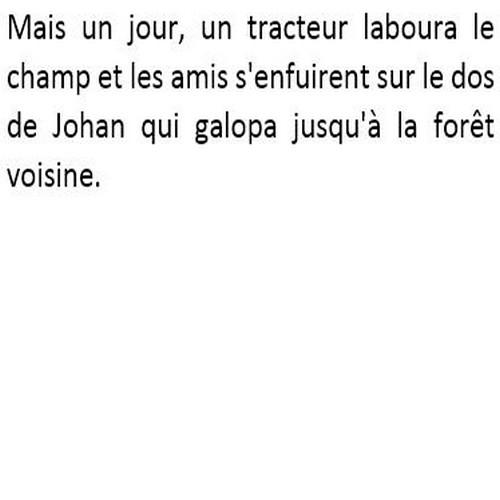 Mais un jour, un tracteur laboura le
champ et les amis s'enfuirent sur le dos
de Johan qui galopa jusqu'à la forêt
voisine.